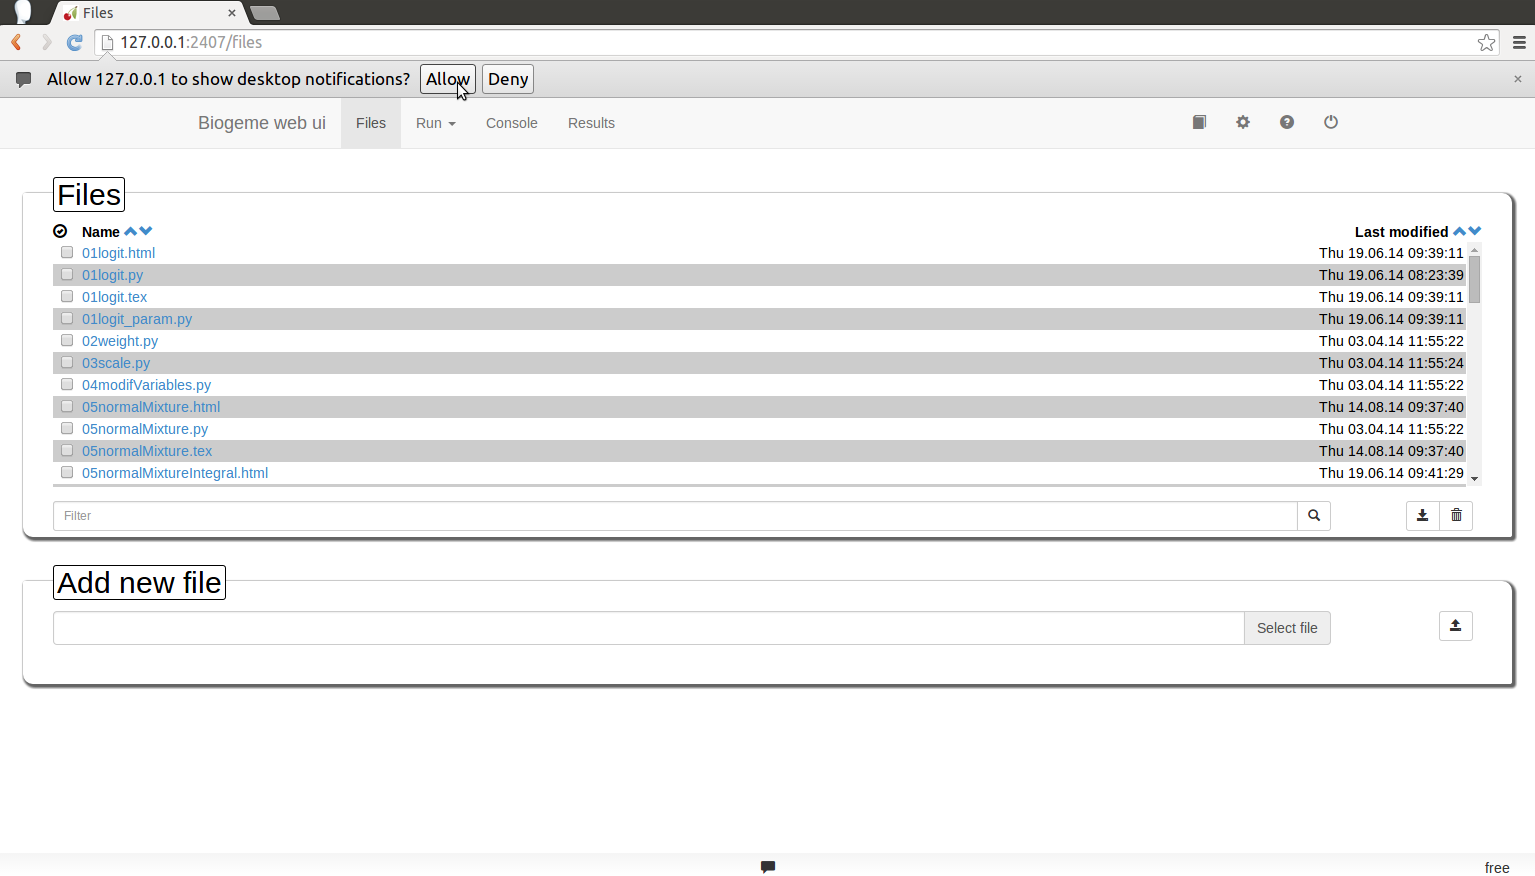 Files
127.0.0.1:2407/files
Allow 127.0.0.1 to show desktop notifications? Allow Deny
Biogeme web ui Files Run Console Results
Files
Name Last modified
01logit.html Thu 19.06.14 09:39:11
01logit.py Thu 19.06.14 08:23:39
01logit.tex Thu 19.06.14 09:39:11
01logit_param.py Thu 19.06.14 09:39:11
02weight.py Thu 03.04.14 11:55:22
03scale.py Thu 03.04.14 11:55:24
04modifVariables.py Thu 03.04.14 11:55:22
05normalMixture.html Thu 14.08.14 09:37:40
05normalMixture.py Thu 03.04.14 11:55:22
05normalMixture.tex Thu 14.08.14 09:37:40
05normalMixtureIntegral.html Thu 19.06.14 09:41:29
Filter
Add new file
Select file
free